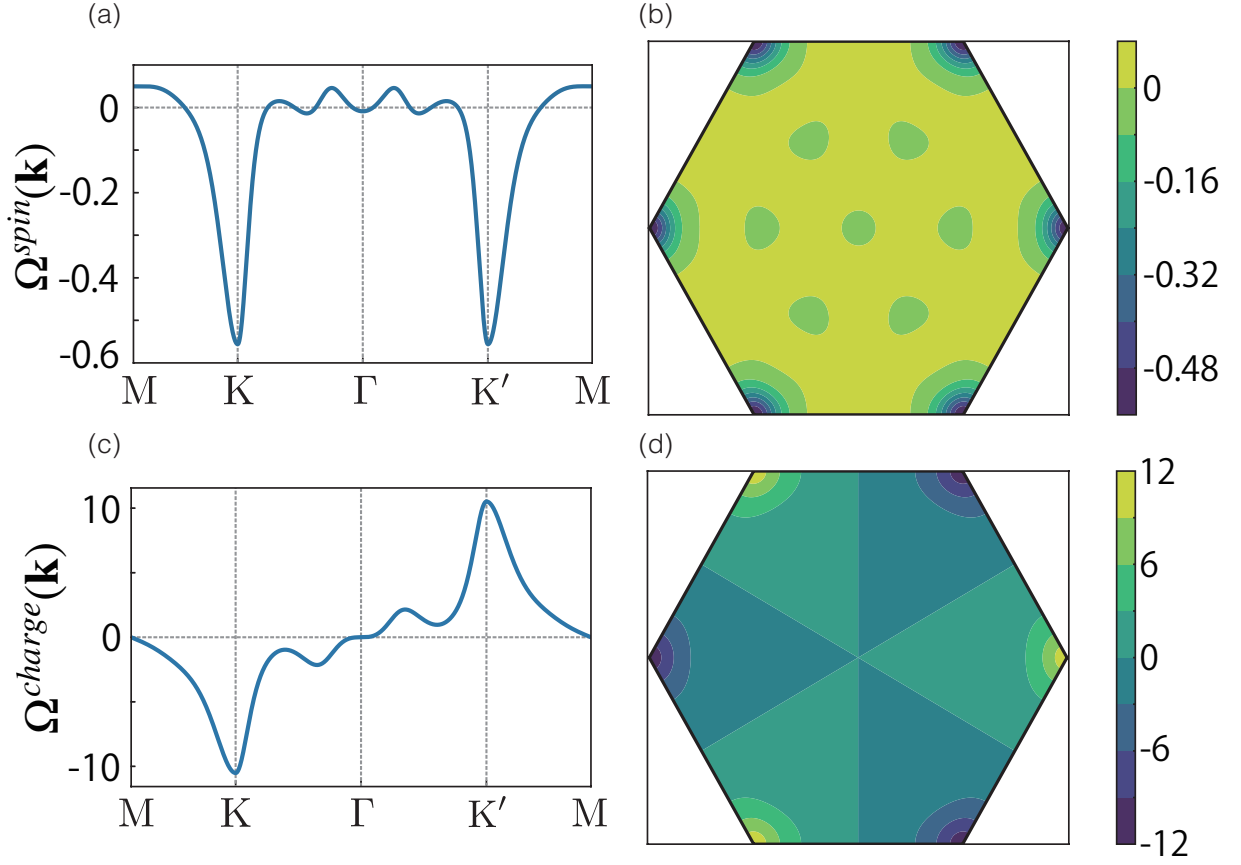 (a)
0
-0.2
-0.4
-0.6
Ω^{spin}(k)
M K Γ K′ M
(b)
0
-0.16
-0.32
-0.48
(c)
10
0
-10
Ω^{charge}(k)
M K Γ K′ M
(d)
12
6
0
-6
-12